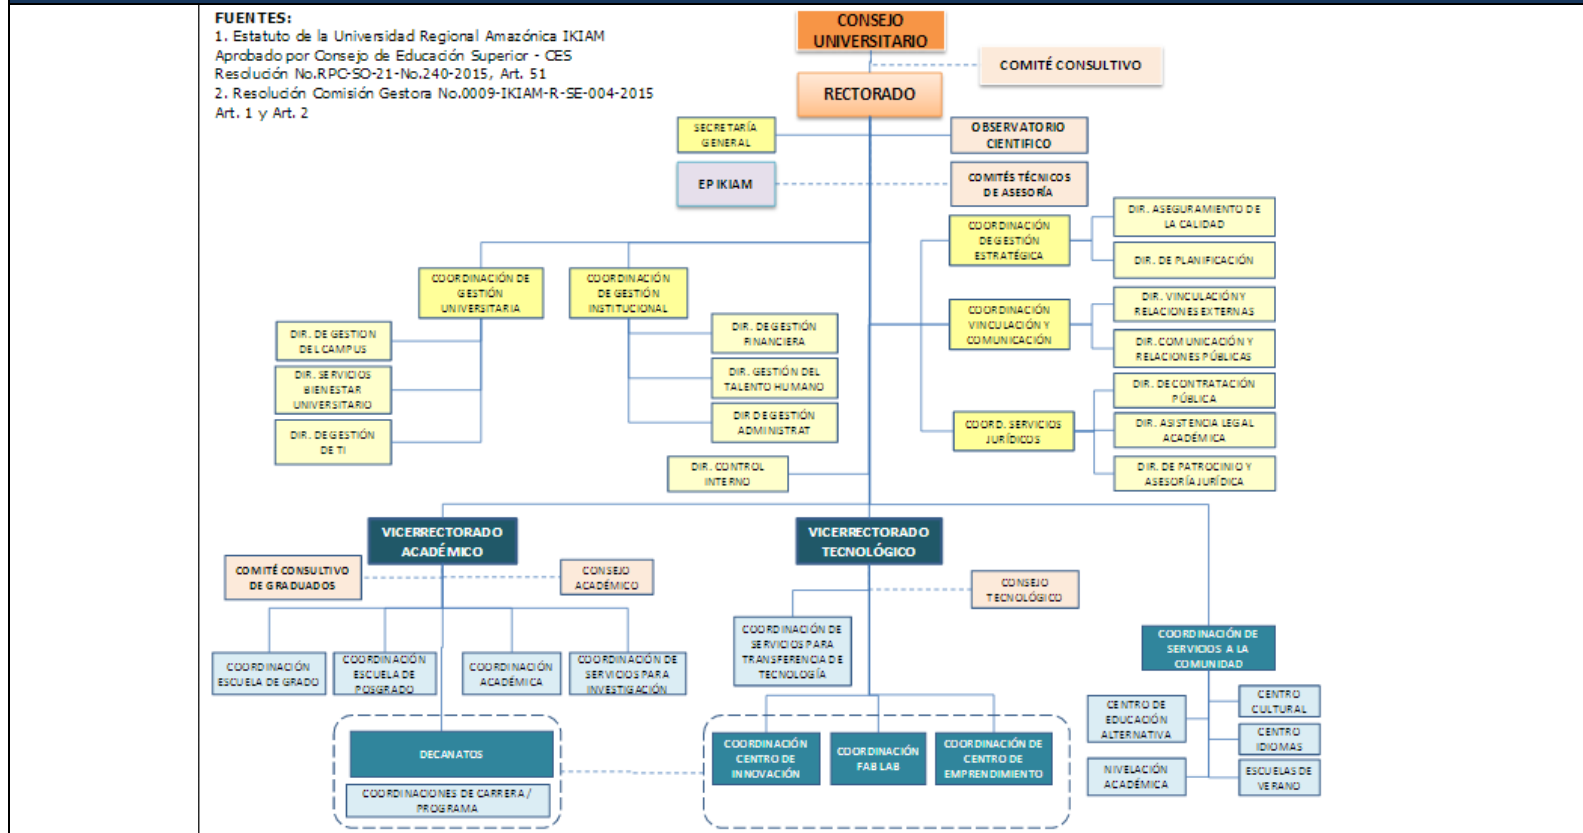 FUENTES:
1. Estatuto de la Universidad Regional Amazónica IKIAM
Aprobado por Consejo de Educación Superior - CES
Resolución No.RPC-SO-21-No.240-2015, Art. 51
2. Resolución Comisión Gestora No.0009-IKIAM-R-SE-004-2015
Art. 1 y Art. 2
CONSEJO
UNIVERSITARIO
COMITÉ CONSULTIVO
RECTORADO
SECRETARÍA
GENERAL
OBSERVATORIO
CIENTIFICO
EP IKIAM
COMITÉS TÉCNICOS
DE ASESORÍA
COORDINACIÓN
DE GESTIÓN
ESTRATÉGICA
DIR. ASEGURAMIENTO DE
LA CALIDAD
DIR. DE PLANIFICACIÓN
COORDINACIÓN DE
GESTIÓN
UNIVERSITARIA
COORDINACIÓN
DE GESTIÓN
INSTITUCIONAL
COORDINACIÓN
VINCULACIÓN Y
COMUNICACIÓN
DIR. VINCULACIÓN Y
RELACIONES EXTERNAS
DIR. COMUNICACIÓN Y
RELACIONES PÚBLICAS
DIR. DE GESTION
DEL CAMPUS
DIR. SERVICIOS
BIENESTAR
UNIVERSITARIO
DIR. DE GESTIÓN
DE TI
DIR. DE GESTIÓN
FINANCIERA
DIR. GESTIÓN DEL
TALENTO HUMANO
DIR DE GESTIÓN
ADMINISTRAT
COORD. SERVICIOS
JURÍDICOS
DIR. DE CONTRATACIÓN
PÚBLICA
DIR. ASISTENCIA LEGAL
ACADÉMICA
DIR. DE PATROCINIO Y
ASESORÍA JURÍDICA
DIR. CONTROL
INTERNO
VICERRECTORADO
ACADÉMICO
VICERRECTORADO
TECNOLÓGICO
COMITÉ CONSULTIVO
DE GRADUADOS
CONSEJO
ACADÉMICO
CONSEJO
TECNOLÓGICO
COORDINACIÓN
ESCUELA DE GRADO
COORDINACIÓN
ESCUELA DE
POSGRADO
COORDINACIÓN
ACADÉMICA
COORDINACIÓN DE
SERVICIOS PARA
INVESTIGACIÓN
COORDINACIÓN DE
SERVICIOS PARA
TRANSFERENCIA DE
TECNOLOGÍA
COORDINACIÓN DE
SERVICIOS A LA
COMUNIDAD
DECANATOS
COORDINACIONES DE CARRERA /
PROGRAMA
COORDINACIÓN
CENTRO DE
INNOVACIÓN
COORDINACIÓN
FAB LAB
COORDINACIÓN DE
CENTRO DE
EMPRENDIMIENTO
CENTRO DE
EDUCACIÓN
ALTERNATIVA
NIVELACIÓN
ACADÉMICA
CENTRO
CULTURAL
CENTRO
IDIOMAS
ESCUELAS DE
VERANO